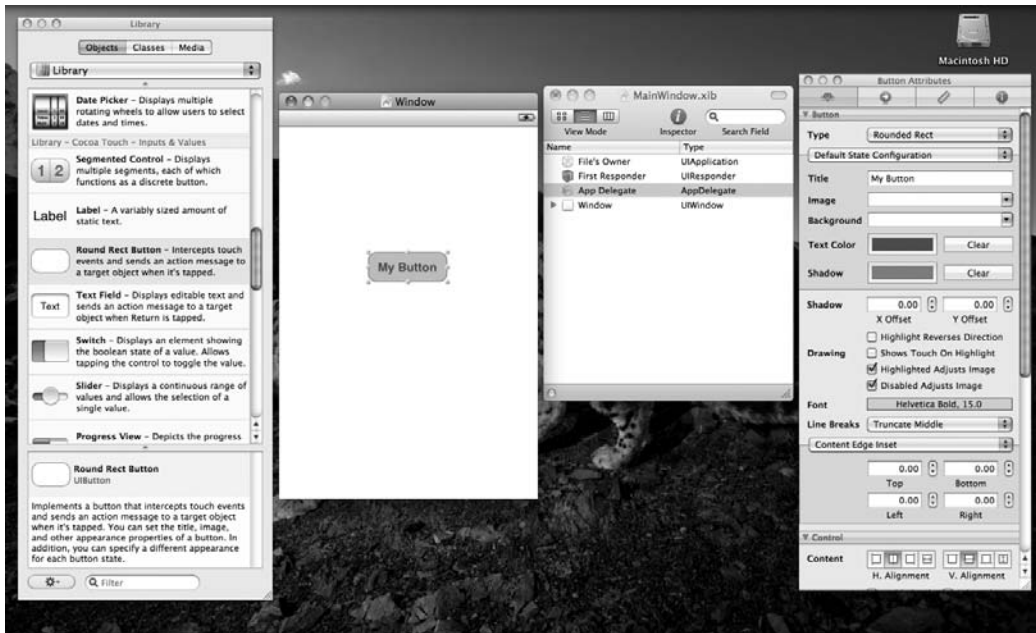 Library
Objects Classes Media
Library
Date Picker – Displays multiple
rotating wheels to allow users to select
dates and times.
Library – Cocoa Touch – Inputs & Values
1 2
Segmented Control – Displays
multiple segments, each of which
functions as a discrete button.
Label
Label – A variably sized amount of
static text.
Round Rect Button – Intercepts touch
events and sends an action message to
a target object when it's tapped.
Text
Text Field – Displays editable text and
sends an action message to a target
object when Return is tapped.
Switch – Displays an element showing
the boolean state of a value. Allows
tapping the control to toggle the value.
Slider – Displays a continuous range of
values and allows the selection of a
single value.
Progress View – Depicts the progress
Round Rect Button
UIButton
Implements a button that intercepts touch events
and sends an action message to a target object
when it's tapped. You can set the title, image,
and other appearance properties of a button. In
addition, you can specify a different appearance
for each button state.
Filter
Window
My Button
MainWindow.xib
View Mode Inspector Search Field
Name Type
File's Owner UIApplication
First Responder UIResponder
App Delegate AppDelegate
Window UIWindow
Macintosh HD
Button Attributes
Button
Type Rounded Rect
Default State Configuration
Title My Button
Image
Background
Text Color Clear
Shadow Clear
Shadow 0.00 0.00
X Offset Y Offset
Highlight Reverses Direction
Drawing Shows Touch On Highlight
Highlighted Adjusts Image
Disabled Adjusts Image
Font Helvetica Bold, 15.0
Line Breaks Truncate Middle
Content Edge Inset
0.00 0.00
Top Bottom
0.00 0.00
Left Right
Control
Content
H. Alignment V. Alignment